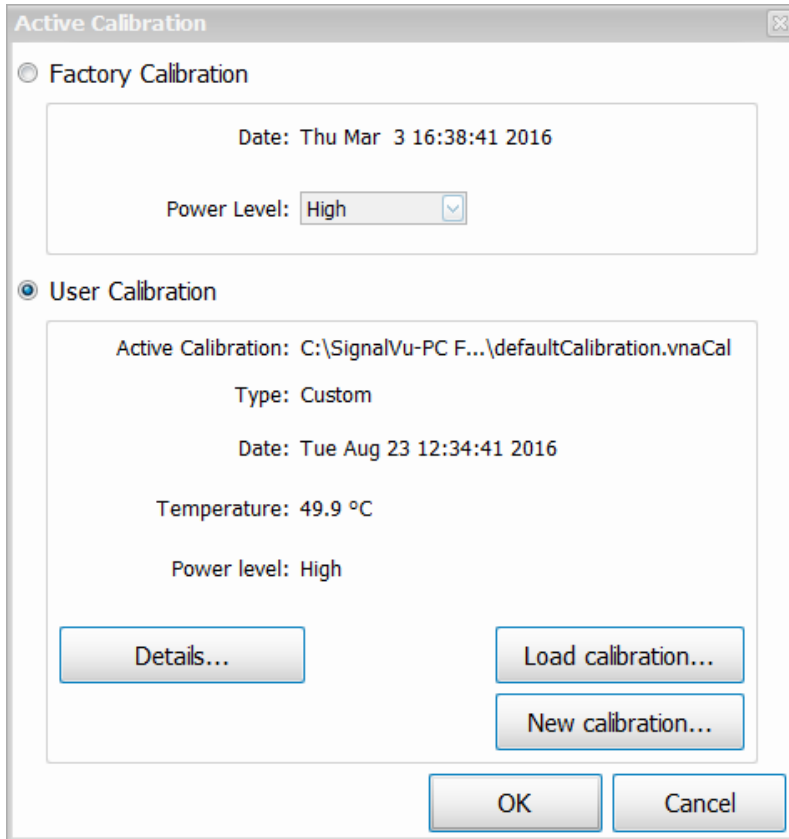 Active Calibration
Factory Calibration
Date: Thu Mar  3 16:38:41 2016
Power Level: High
User Calibration
Active Calibration: C:\SignalVu-PC F...\defaultCalibration.vnaCal
Type: Custom
Date: Tue Aug 23 12:34:41 2016
Temperature: 49.9 ºC
Power level: High
Details...
Load calibration...
New calibration...
OK
Cancel